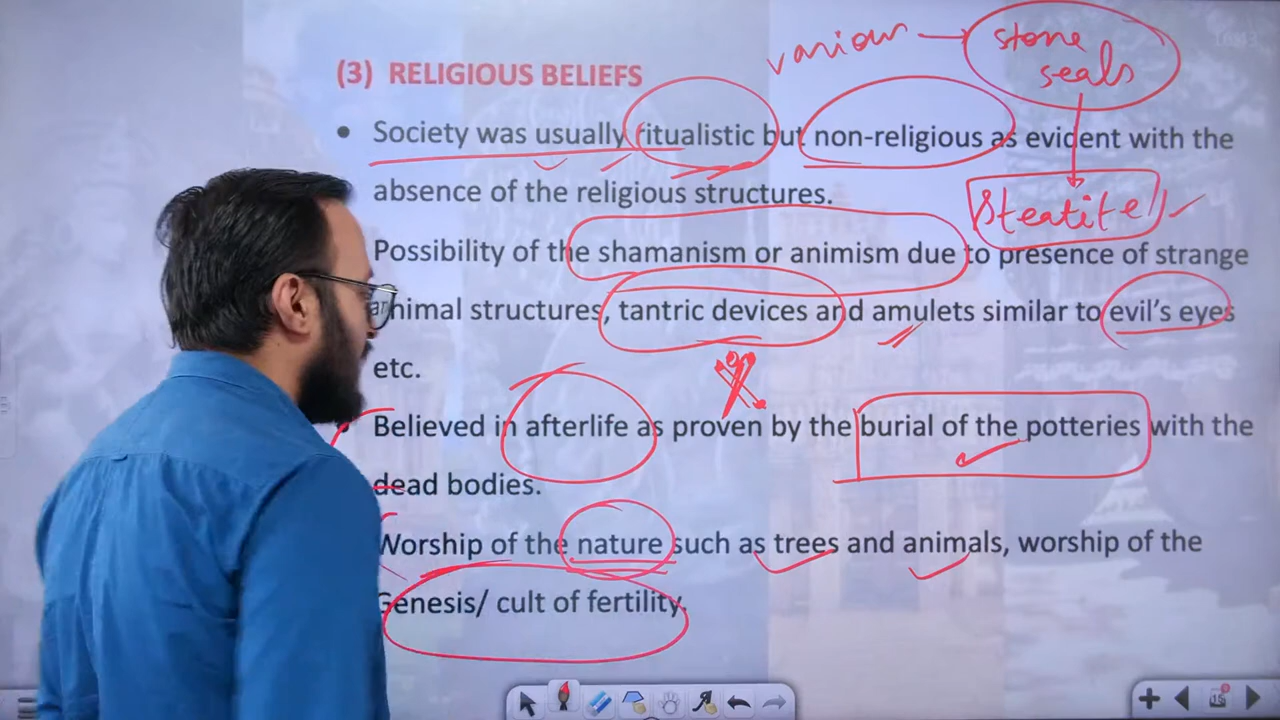 various → stone
seals
16:43
(3) RELIGIOUS BELIEFS
• Society was usually ritualistic but non-religious as evident with the
absence of the religious structures.
Steatite
Possibility of the shamanism or animism due to presence of strange
animal structures, tantric devices and amulets similar to evil's eyes
etc.
• Believed in afterlife as proven by the burial of the potteries with the
dead bodies.
Worship of the nature such as trees and animals, worship of the
Genesis/ cult of fertility.
15